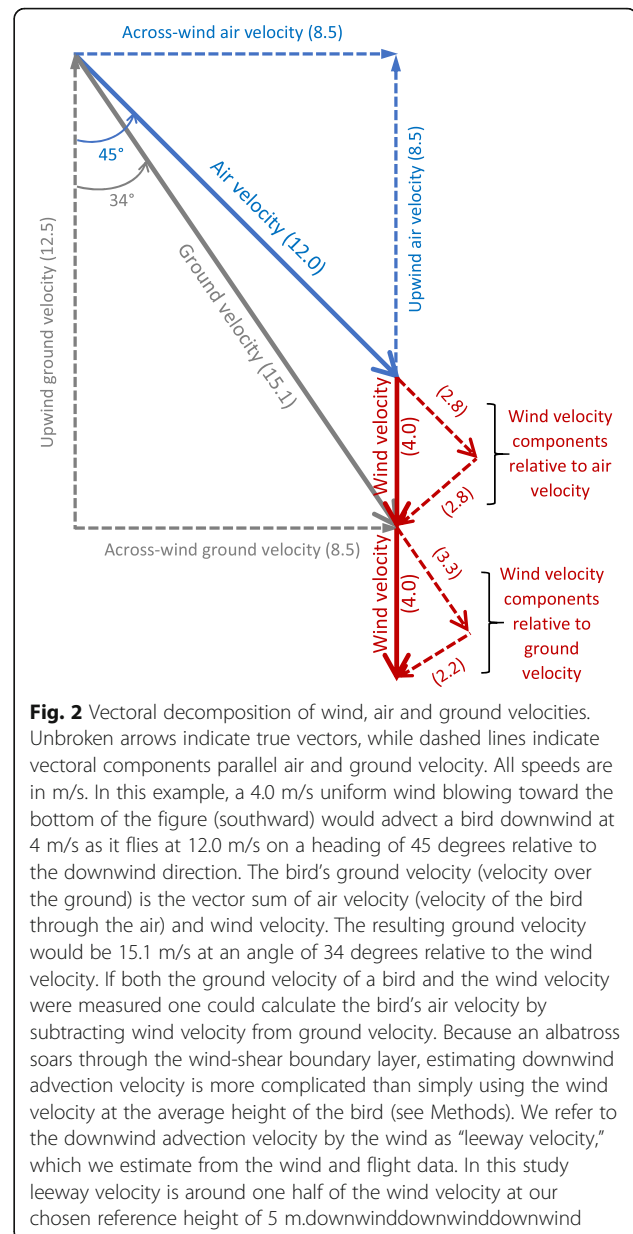 Across-wind air velocity (8.5)
45°
34°
Air velocity (12.0)
Ground velocity (15.1)
Upwind ground velocity (12.5)
Upwind air velocity (8.5)
Wind velocity
(4.0)
(2.8)
(2.8)
Wind velocity
components
relative to air
velocity
Across-wind ground velocity (8.5)
Wind velocity
(4.0)
(3.3)
(2.2)
Wind velocity
components
relative to
ground
velocity
Fig. 2 Vectoral decomposition of wind, air and ground velocities.
Unbroken arrows indicate true vectors, while dashed lines indicate
vectoral components parallel air and ground velocity. All speeds are
in m/s. In this example, a 4.0 m/s uniform wind blowing toward the
bottom of the figure (southward) would advect a bird downwind at
4 m/s as it flies at 12.0 m/s on a heading of 45 degrees relative to
the downwind direction. The bird's ground velocity (velocity over
the ground) is the vector sum of air velocity (velocity of the bird
through the air) and wind velocity. The resulting ground velocity
would be 15.1 m/s at an angle of 34 degrees relative to the wind
velocity. If both the ground velocity of a bird and the wind velocity
were measured one could calculate the bird's air velocity by
subtracting wind velocity from ground velocity. Because an albatross
soars through the wind-shear boundary layer, estimating downwind
advection velocity is more complicated than simply using the wind
velocity at the average height of the bird (see Methods). We refer to
the downwind advection velocity by the wind as “leeway velocity,”
which we estimate from the wind and flight data. In this study
leeway velocity is around one half of the wind velocity at our
chosen reference height of 5 m.downwinddownwinddownwind